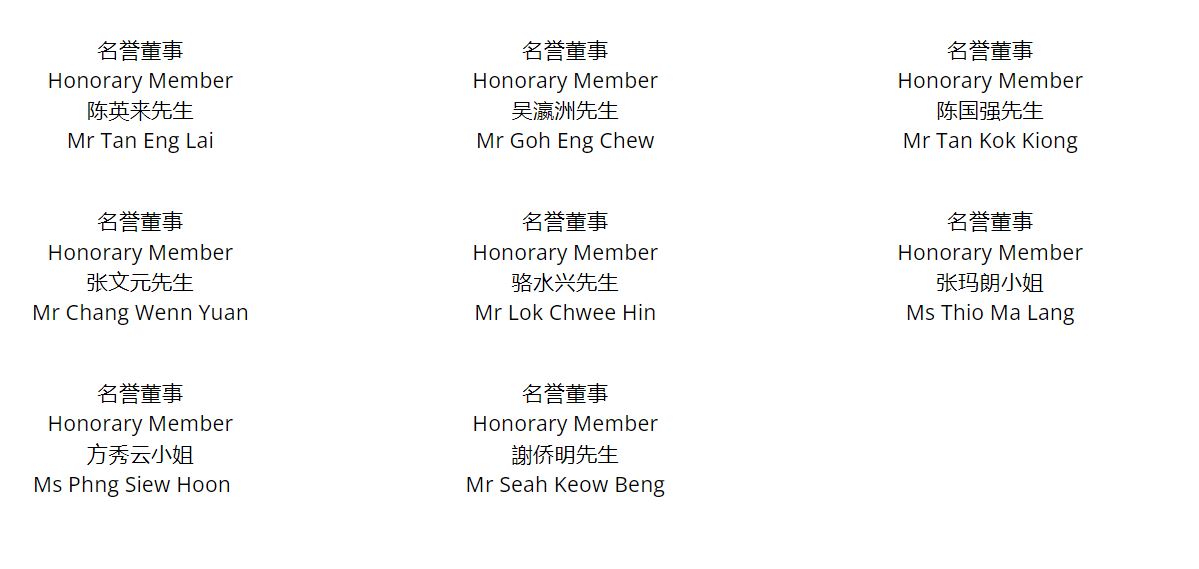 名誉董事
Honorary Member
陈英来先生
Mr Tan Eng Lai
名誉董事
Honorary Member
吴瀛洲先生
Mr Goh Eng Chew
名誉董事
Honorary Member
陈国强先生
Mr Tan Kok Kiong
名誉董事
Honorary Member
张文元先生
Mr Chang Wenn Yuan
名誉董事
Honorary Member
骆水兴先生
Mr Lok Chwee Hin
名誉董事
Honorary Member
张玛朗小姐
Ms Thio Ma Lang
名誉董事
Honorary Member
方秀云小姐
Ms Phng Siew Hoon
名誉董事
Honorary Member
謝侨明先生
Mr Seah Keow Beng